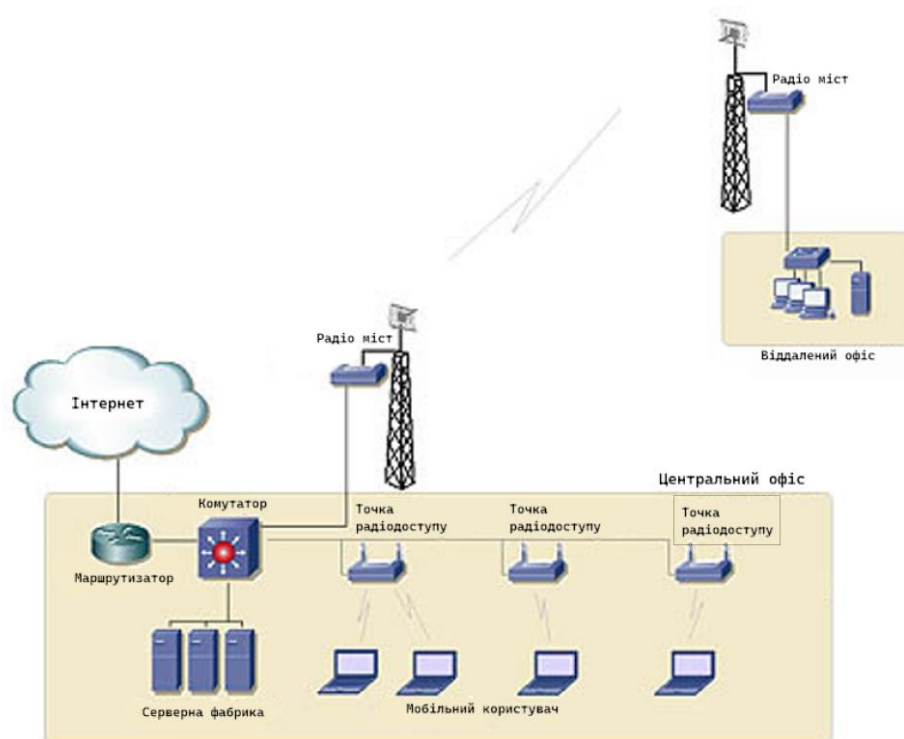 Радіо міст
Віддалений офіс
Радіо міст
Інтернет
Центральний офіс
Комутатор
Точка
радіодоступу
Точка
радіодоступу
Точка
радіодоступу
Маршрутизатор
Серверна фабрика
Мобільний користувач